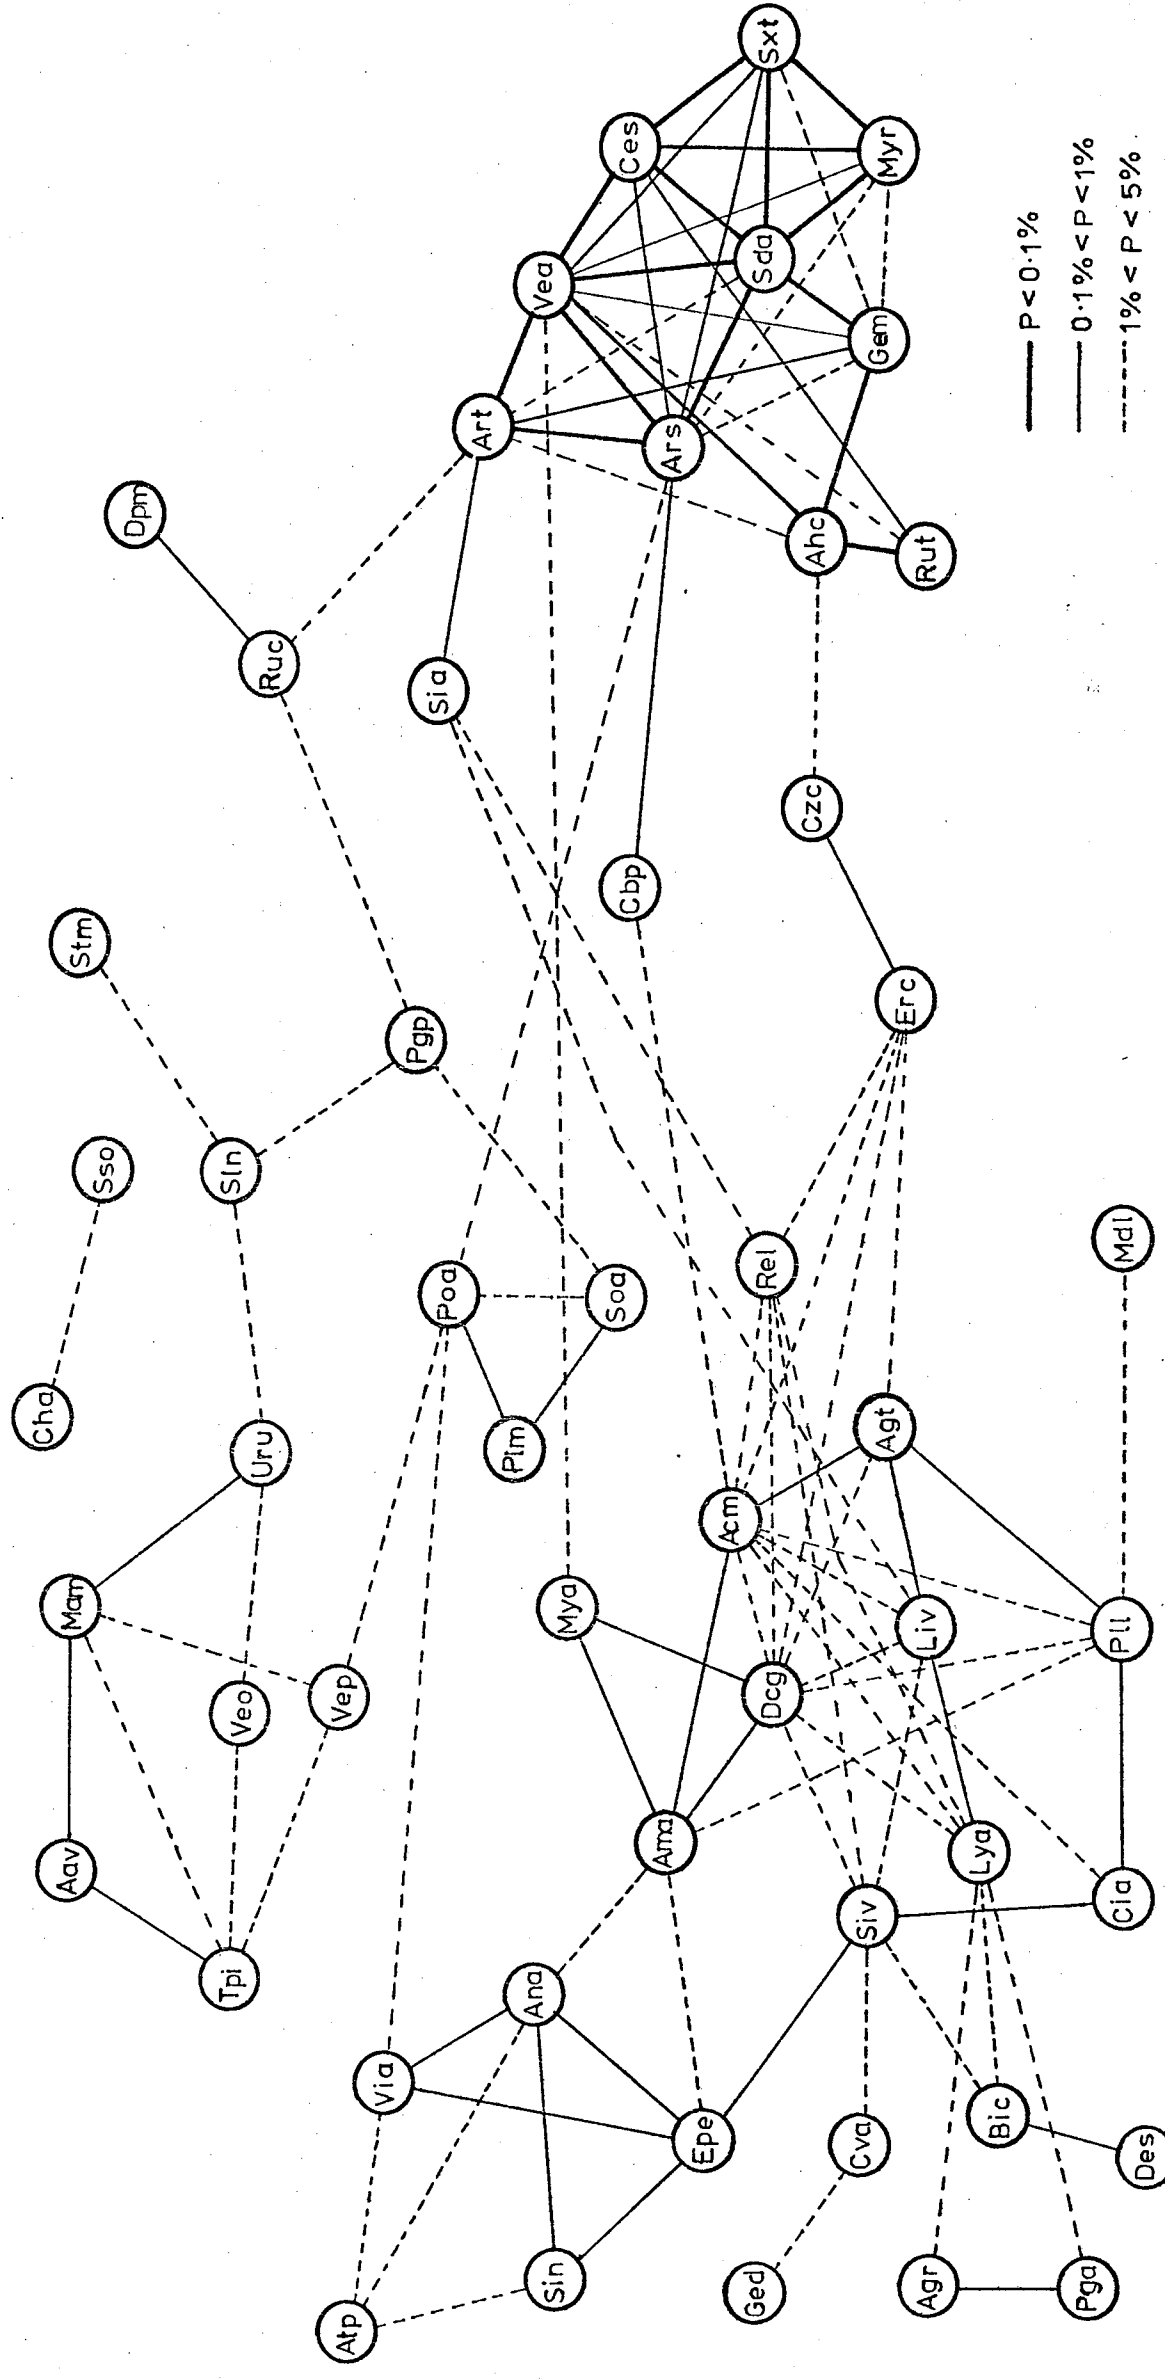 Cha
Aav
Mam
Stm
Sso
Dpm
Tpi
Sln
Veo
Uru
Ruc
Vep
Atp
Via
Pgp
Sia
Poa
Art
Plm
Ana
Vea
Sin
Mya
Soa
Cbp
Ces
Ama
Ars
Epe
Acm
Ged
Sda
Rel
Sxt
Dcg
Czc
Ahc
Cva
Siv
Gem
Agt
Myr
Erc
Liv
Rut
Agr
Lya
Bic
P < 0·1%
0·1% < P < 1%
Pga
Pll
Cla
Mdl
1% < P < 5%
Des